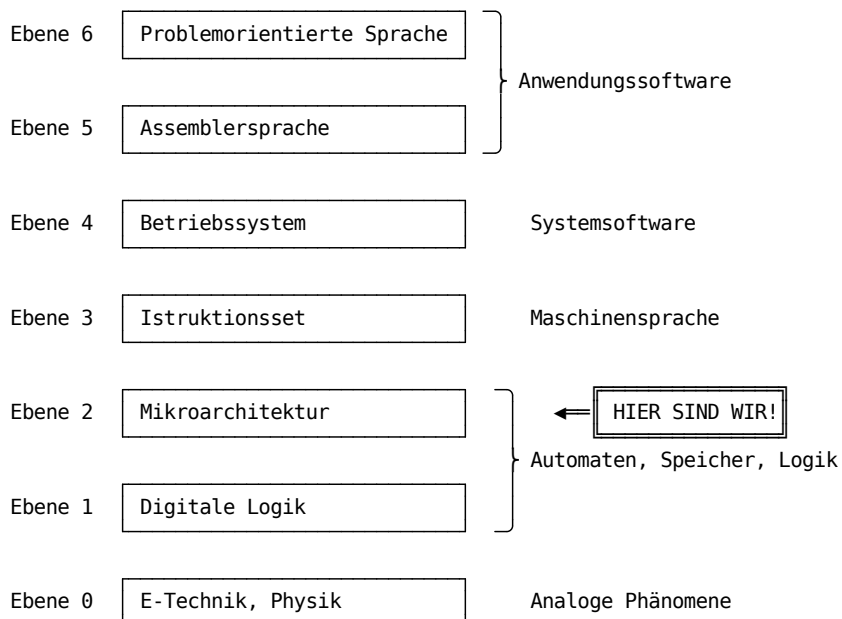 Ebene 6 Problemorientierte Sprache
Anwendungssoftware
Ebene 5 Assemblersprache
Ebene 4 Betriebssystem Systemsoftware
Ebene 3 Istruktionsset Maschinensprache
Ebene 2 Mikroarchitektur HIER SIND WIR!
Automaten, Speicher, Logik
Ebene 1 Digitale Logik
Ebene 0 E-Technik, Physik Analoge Phänomene